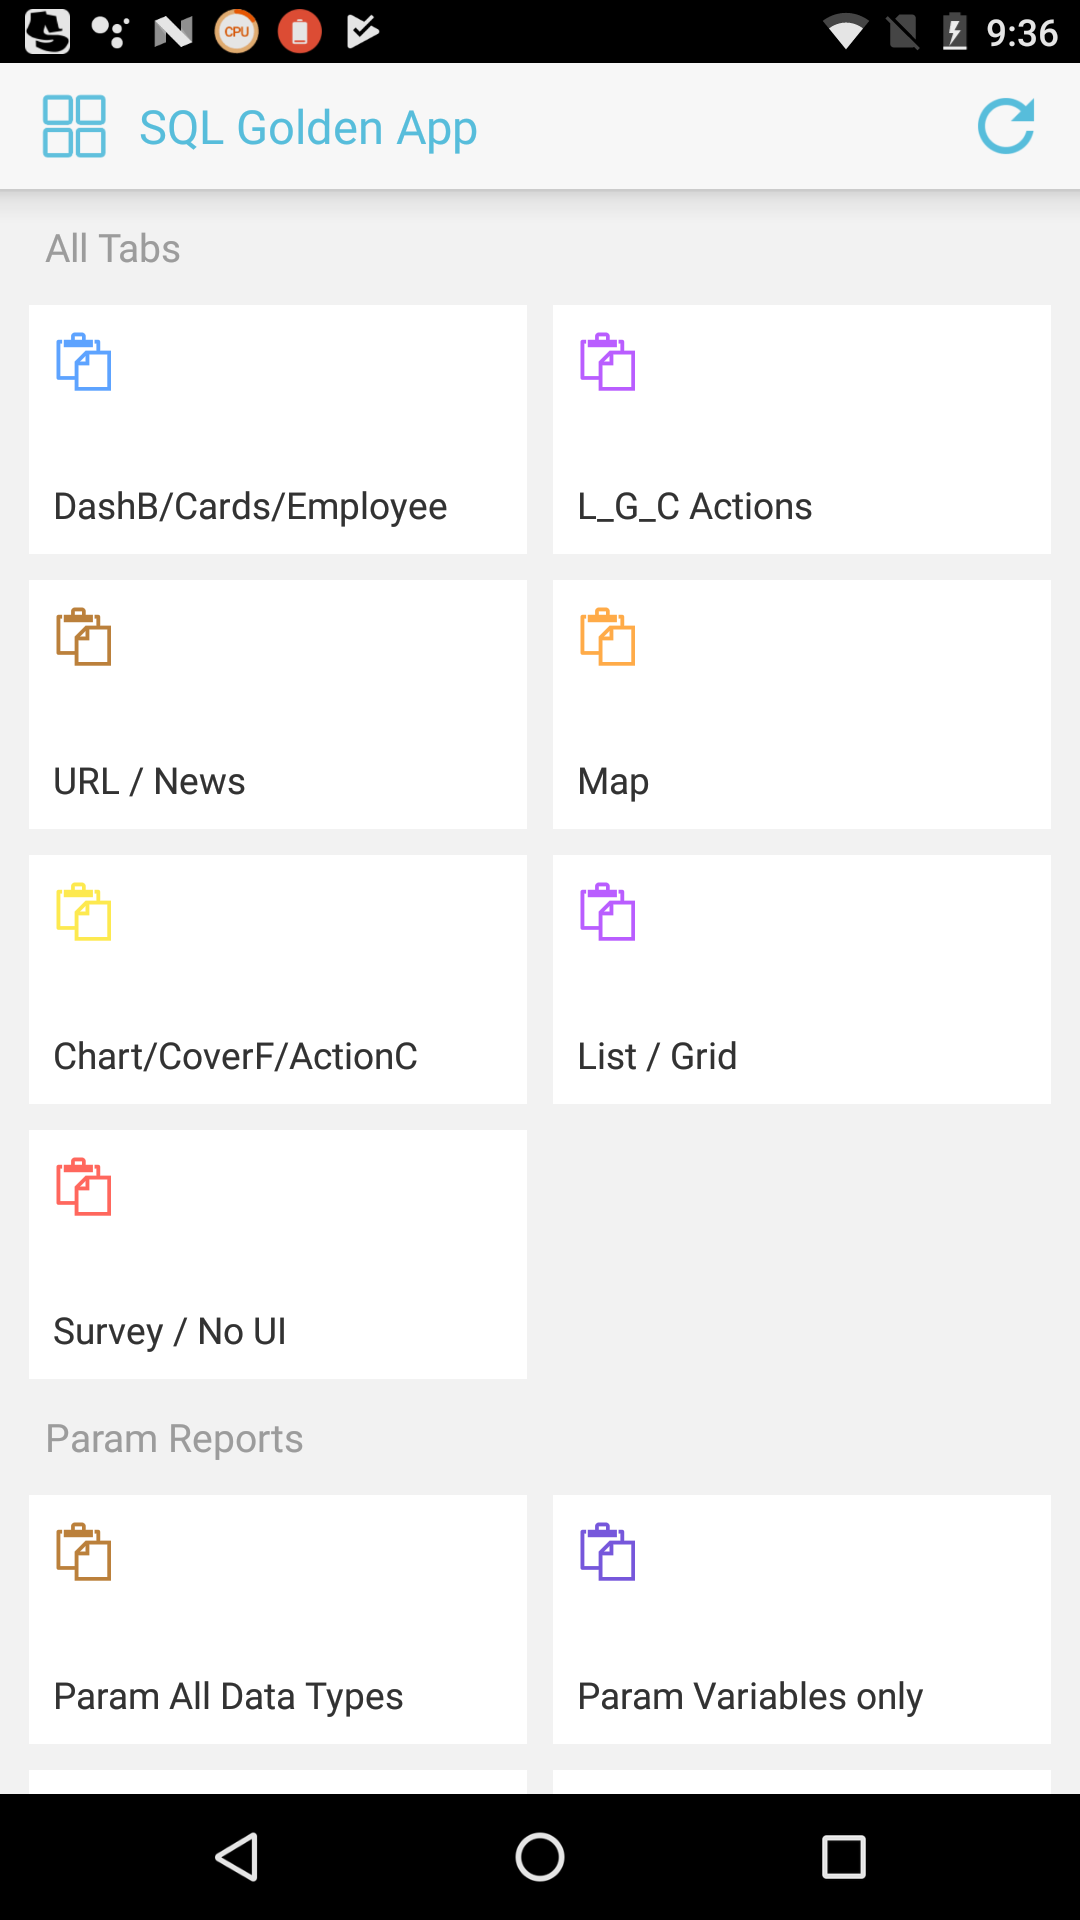 CPU
9:36
SQL Golden App
All Tabs
DashB/Cards/Employee
L_G_C Actions
URL / News
Map
Chart/CoverF/ActionC
List / Grid
Survey / No UI
Param Reports
Param All Data Types
Param Variables only